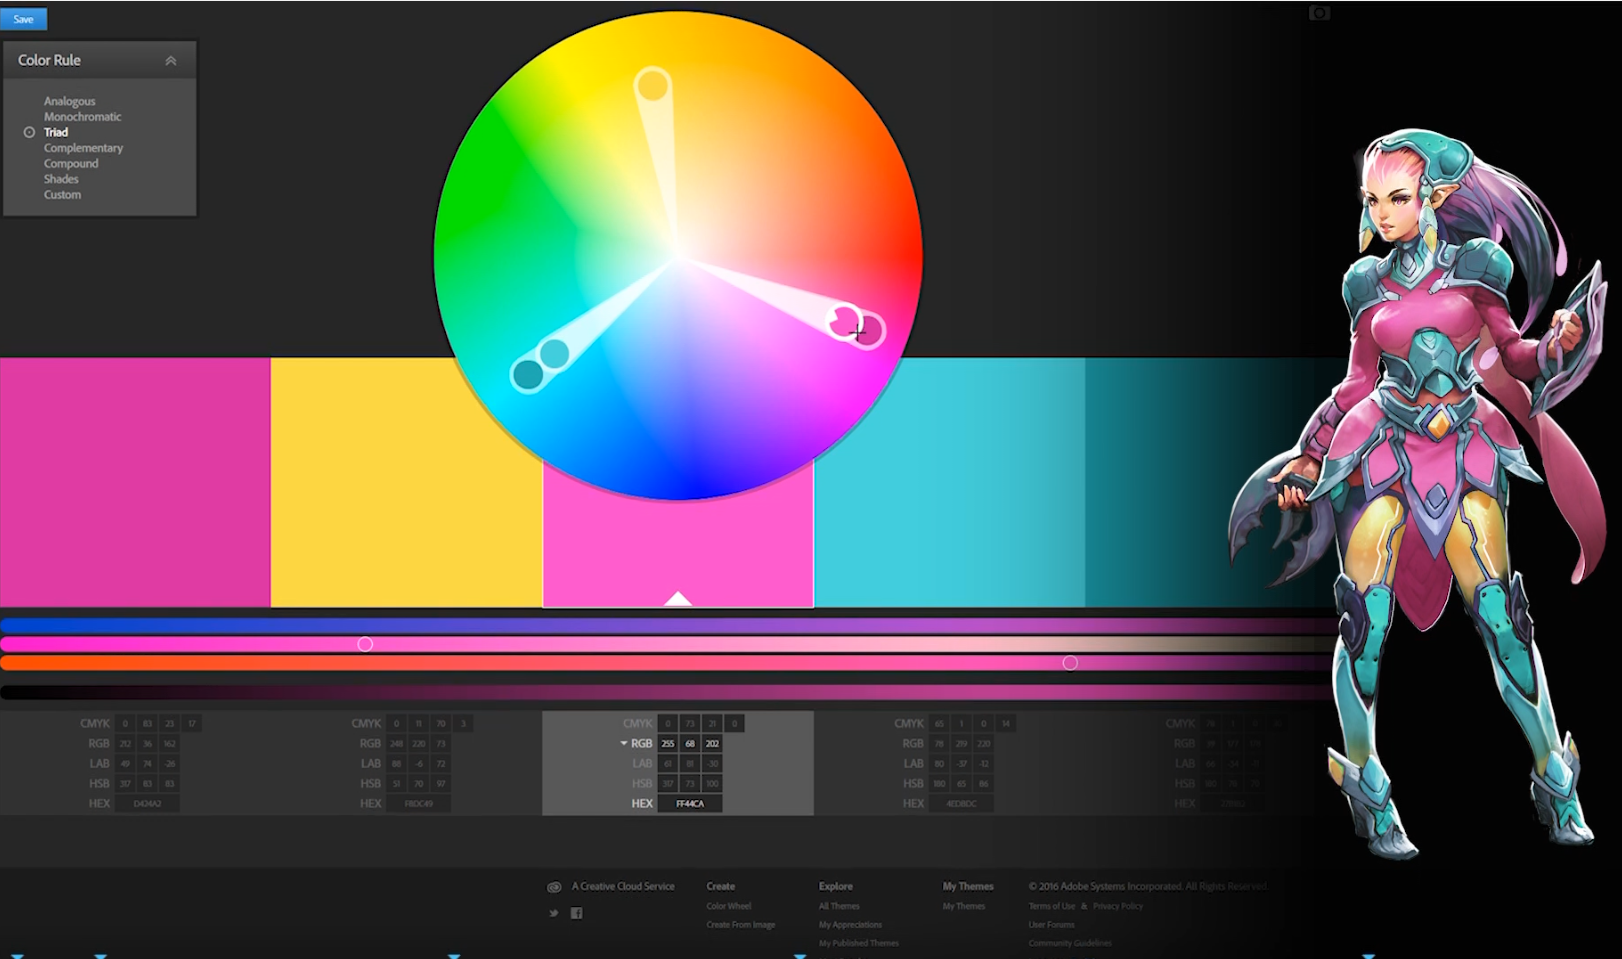 Save
Color Rule
Analogous
Monochromatic
Triad
Complementary
Compound
Shades
Custom
CMYK 0 83 23 17
RGB 212 36 162
LAB 49 74 -26
HSB 317 83 83
HEX D424A2
CMYK 0 11 70 3
RGB 248 220 73
LAB 88 -6 72
HSB 51 70 97
HEX F8DC49
CMYK 0 73 21 0
RGB 255 68 202
LAB 61 81 -30
HSB 317 73 100
HEX FF44CA
CMYK 65 1 0 14
RGB 78 219 220
LAB 80 -37 -12
HSB 180 65 86
HEX 4EDBDC
CMYK
RGB
LAB
HSB
HEX
A Creative Cloud Service
Create
Color Wheel
Create From Image
Explore
All Themes
My Appreciations
My Published Themes
My Themes
My Themes
© 2016 Adobe Systems Incorporated. All Rights Reserved.
Terms of Use & Privacy Policy
User Forums
Community Guidelines